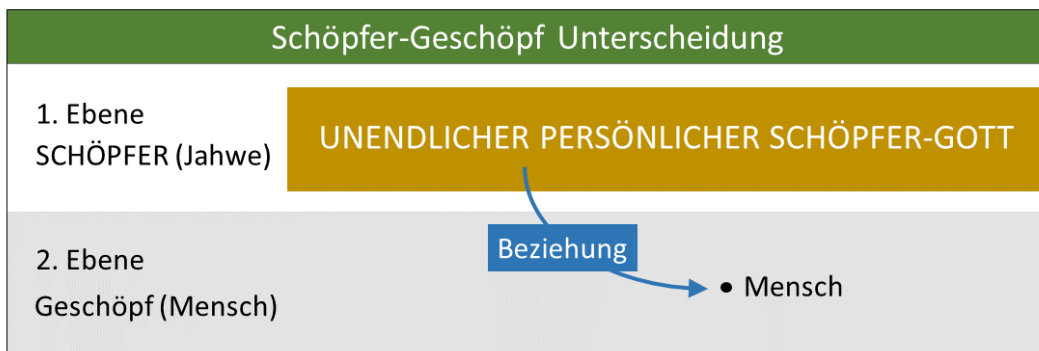 Schöpfer-Geschöpf Unterscheidung
1. Ebene
SCHÖPFER (Jahwe)
UNENDLICHER PERSÖNLICHER SCHÖPFER-GOTT
Beziehung
2. Ebene
Geschöpf (Mensch)
• Mensch